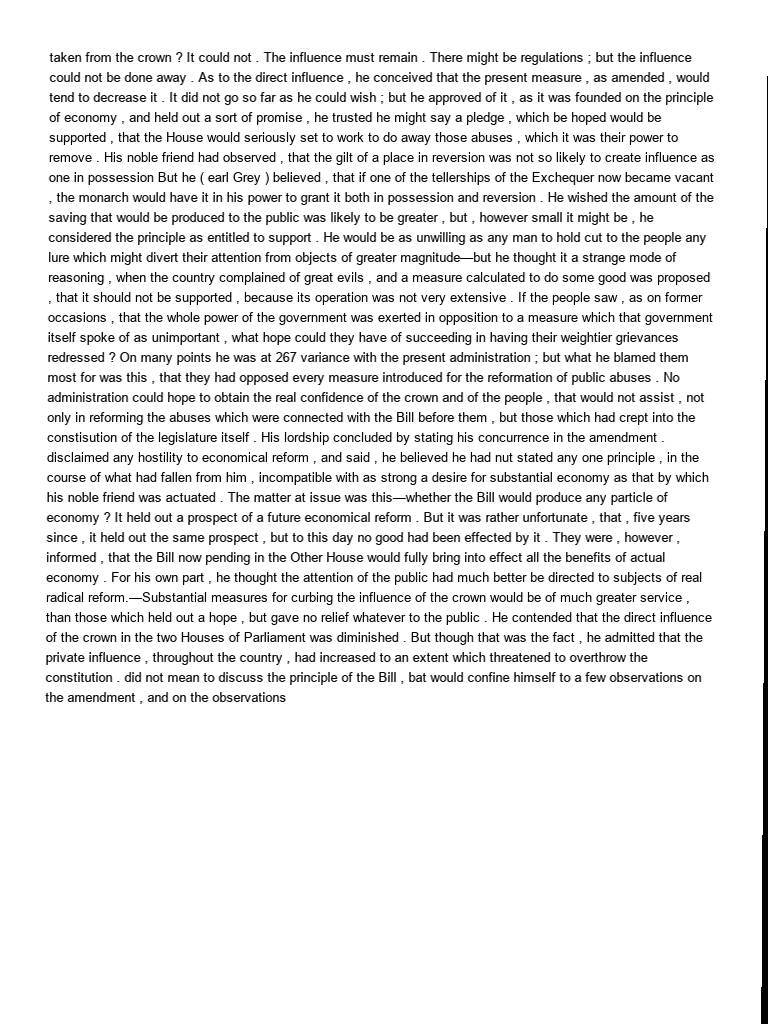 taken from the crown ? It could not . The influence must remain . There might be regulations ; but the influence
could not be done away . As to the direct influence , he conceived that the present measure , as amended , would
tend to decrease it . It did not go so far as he could wish ; but he approved of it , as it was founded on the principle
of economy , and held out a sort of promise , he trusted he might say a pledge , which be hoped would be
supported , that the House would seriously set to work to do away those abuses , which it was their power to
remove . His noble friend had observed , that the gilt of a place in reversion was not so likely to create influence as
one in possession But he ( earl Grey ) believed , that if one of the tellerships of the Exchequer now became vacant
, the monarch would have it in his power to grant it both in possession and reversion . He wished the amount of the
saving that would be produced to the public was likely to be greater , but , however small it might be , he
considered the principle as entitled to support . He would be as unwilling as any man to hold cut to the people any
lure which might divert their attention from objects of greater magnitude—but he thought it a strange mode of
reasoning , when the country complained of great evils , and a measure calculated to do some good was proposed
, that it should not be supported , because its operation was not very extensive . If the people saw , as on former
occasions , that the whole power of the government was exerted in opposition to a measure which that government
itself spoke of as unimportant , what hope could they have of succeeding in having their weightier grievances
redressed ? On many points he was at 267 variance with the present administration ; but what he blamed them
most for was this , that they had opposed every measure introduced for the reformation of public abuses . No
administration could hope to obtain the real confidence of the crown and of the people , that would not assist , not
only in reforming the abuses which were connected with the Bill before them , but those which had crept into the
constisution of the legislature itself . His lordship concluded by stating his concurrence in the amendment .
disclaimed any hostility to economical reform , and said , he believed he had nut stated any one principle , in the
course of what had fallen from him , incompatible with as strong a desire for substantial economy as that by which
his noble friend was actuated . The matter at issue was this—whether the Bill would produce any particle of
economy ? It held out a prospect of a future economical reform . But it was rather unfortunate , that , five years
since , it held out the same prospect , but to this day no good had been effected by it . They were , however ,
informed , that the Bill now pending in the Other House would fully bring into effect all the benefits of actual
economy . For his own part , he thought the attention of the public had much better be directed to subjects of real
radical reform.—Substantial measures for curbing the influence of the crown would be of much greater service ,
than those which held out a hope , but gave no relief whatever to the public . He contended that the direct influence
of the crown in the two Houses of Parliament was diminished . But though that was the fact , he admitted that the
private influence , throughout the country , had increased to an extent which threatened to overthrow the
constitution . did not mean to discuss the principle of the Bill , bat would confine himself to a few observations on
the amendment , and on the observations